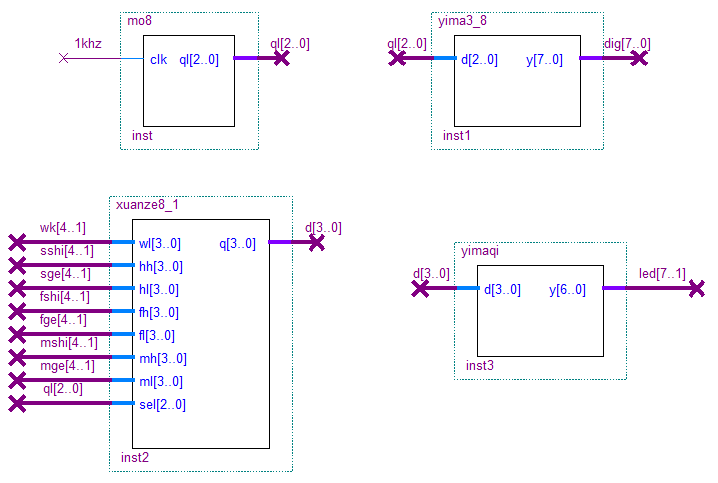 mo8
1khz
clk
ql[2..0]
ql[2..0]
inst
yima3_8
ql[2..0]
d[2..0]
y[7..0]
dig[7..0]
inst1
xuanze8_1
wk[4..1]
wl[3..0]
q[3..0]
d[3..0]
sshi[4..1]
hh[3..0]
sge[4..1]
hl[3..0]
fshi[4..1]
fh[3..0]
fge[4..1]
fl[3..0]
mshi[4..1]
mh[3..0]
mge[4..1]
ml[3..0]
ql[2..0]
sel[2..0]
inst2
yimaqi
d[3..0]
d[3..0]
y[6..0]
led[7..1]
inst3